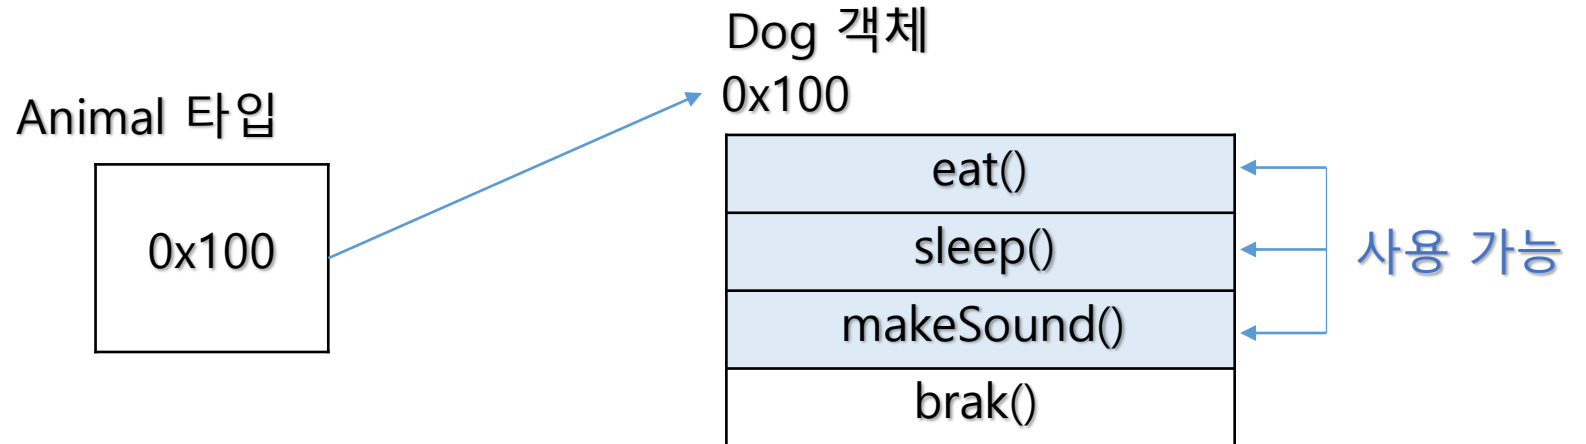 Dog 객체
0x100
Animal 타입
0x100
eat()
sleep()
makeSound()
brak()
사용 가능